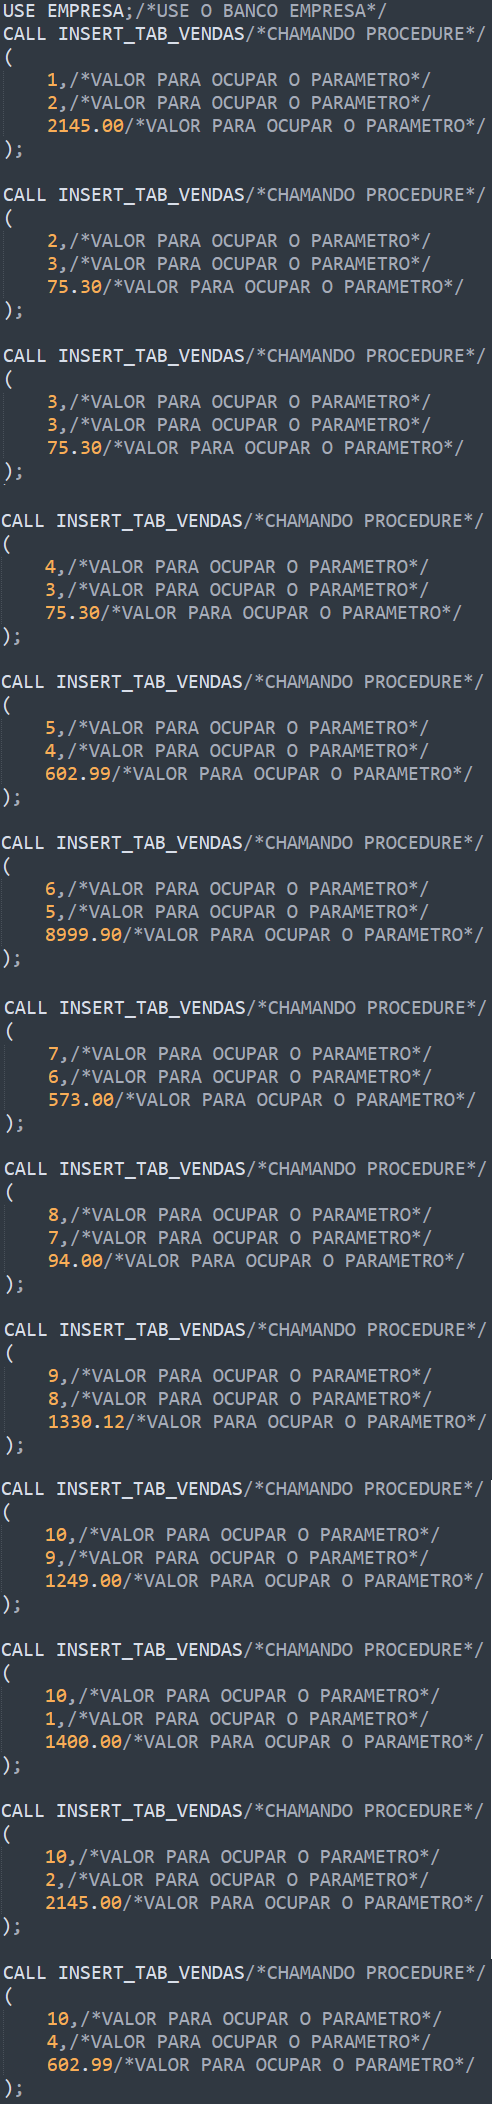 USE EMPRESA;/*USE O BANCO EMPRESA*/
CALL INSERT_TAB_VENDAS/*CHAMANDO PROCEDURE*/
(
    1,/*VALOR PARA OCUPAR O PARAMETRO*/
    2,/*VALOR PARA OCUPAR O PARAMETRO*/
    2145.00/*VALOR PARA OCUPAR O PARAMETRO*/
);

CALL INSERT_TAB_VENDAS/*CHAMANDO PROCEDURE*/
(
    2,/*VALOR PARA OCUPAR O PARAMETRO*/
    3,/*VALOR PARA OCUPAR O PARAMETRO*/
    75.30/*VALOR PARA OCUPAR O PARAMETRO*/
);

CALL INSERT_TAB_VENDAS/*CHAMANDO PROCEDURE*/
(
    3,/*VALOR PARA OCUPAR O PARAMETRO*/
    3,/*VALOR PARA OCUPAR O PARAMETRO*/
    75.30/*VALOR PARA OCUPAR O PARAMETRO*/
);

CALL INSERT_TAB_VENDAS/*CHAMANDO PROCEDURE*/
(
    4,/*VALOR PARA OCUPAR O PARAMETRO*/
    3,/*VALOR PARA OCUPAR O PARAMETRO*/
    75.30/*VALOR PARA OCUPAR O PARAMETRO*/
);

CALL INSERT_TAB_VENDAS/*CHAMANDO PROCEDURE*/
(
    5,/*VALOR PARA OCUPAR O PARAMETRO*/
    4,/*VALOR PARA OCUPAR O PARAMETRO*/
    602.99/*VALOR PARA OCUPAR O PARAMETRO*/
);

CALL INSERT_TAB_VENDAS/*CHAMANDO PROCEDURE*/
(
    6,/*VALOR PARA OCUPAR O PARAMETRO*/
    5,/*VALOR PARA OCUPAR O PARAMETRO*/
    8999.90/*VALOR PARA OCUPAR O PARAMETRO*/
);

CALL INSERT_TAB_VENDAS/*CHAMANDO PROCEDURE*/
(
    7,/*VALOR PARA OCUPAR O PARAMETRO*/
    6,/*VALOR PARA OCUPAR O PARAMETRO*/
    573.00/*VALOR PARA OCUPAR O PARAMETRO*/
);

CALL INSERT_TAB_VENDAS/*CHAMANDO PROCEDURE*/
(
    8,/*VALOR PARA OCUPAR O PARAMETRO*/
    7,/*VALOR PARA OCUPAR O PARAMETRO*/
    94.00/*VALOR PARA OCUPAR O PARAMETRO*/
);

CALL INSERT_TAB_VENDAS/*CHAMANDO PROCEDURE*/
(
    9,/*VALOR PARA OCUPAR O PARAMETRO*/
    8,/*VALOR PARA OCUPAR O PARAMETRO*/
    1330.12/*VALOR PARA OCUPAR O PARAMETRO*/
);

CALL INSERT_TAB_VENDAS/*CHAMANDO PROCEDURE*/
(
    10,/*VALOR PARA OCUPAR O PARAMETRO*/
    9,/*VALOR PARA OCUPAR O PARAMETRO*/
    1249.00/*VALOR PARA OCUPAR O PARAMETRO*/
);

CALL INSERT_TAB_VENDAS/*CHAMANDO PROCEDURE*/
(
    10,/*VALOR PARA OCUPAR O PARAMETRO*/
    1,/*VALOR PARA OCUPAR O PARAMETRO*/
    1400.00/*VALOR PARA OCUPAR O PARAMETRO*/
);

CALL INSERT_TAB_VENDAS/*CHAMANDO PROCEDURE*/
(
    10,/*VALOR PARA OCUPAR O PARAMETRO*/
    2,/*VALOR PARA OCUPAR O PARAMETRO*/
    2145.00/*VALOR PARA OCUPAR O PARAMETRO*/
);

CALL INSERT_TAB_VENDAS/*CHAMANDO PROCEDURE*/
(
    10,/*VALOR PARA OCUPAR O PARAMETRO*/
    4,/*VALOR PARA OCUPAR O PARAMETRO*/
    602.99/*VALOR PARA OCUPAR O PARAMETRO*/
);